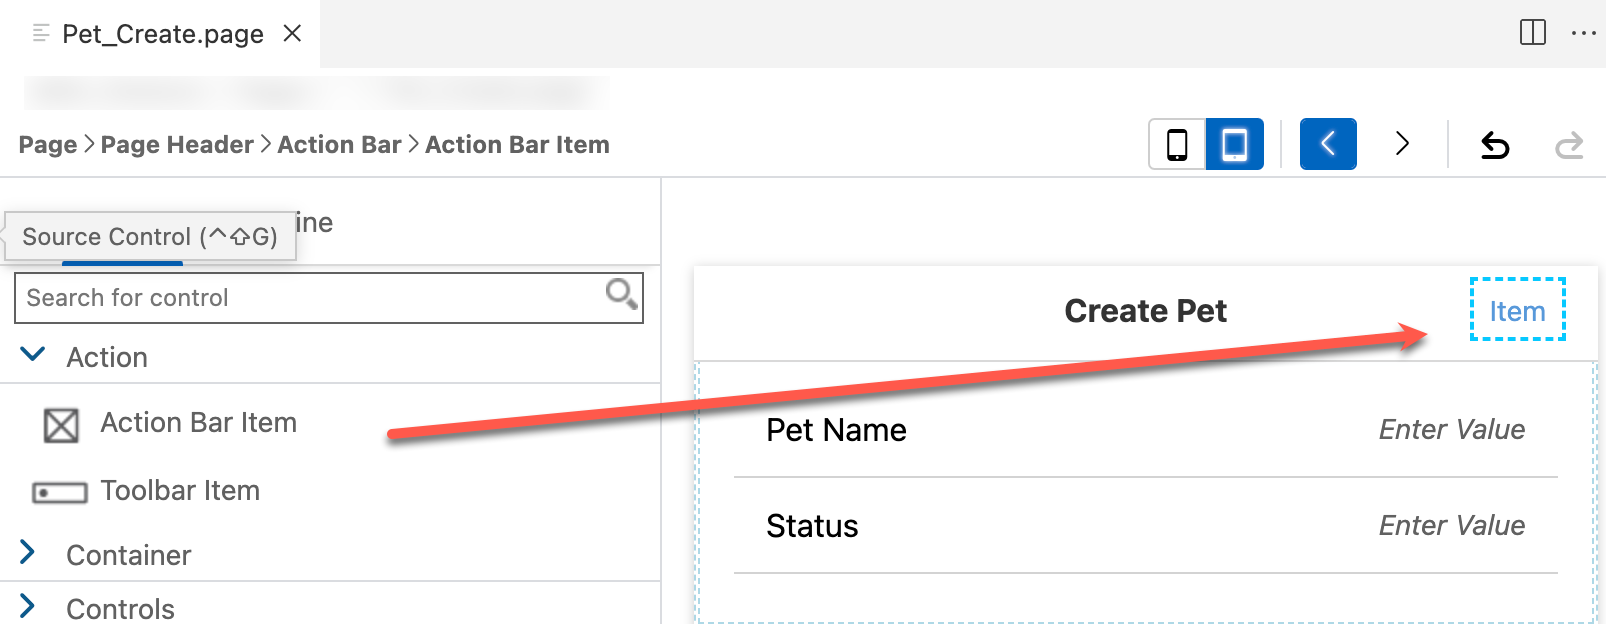 Pet_Create.page
Page > Page Header > Action Bar > Action Bar Item
Source Control (^⇧G)
ine
Search for control
Action
Action Bar Item
Toolbar Item
Container
Controls
Create Pet
Item
Pet Name
Enter Value
Status
Enter Value